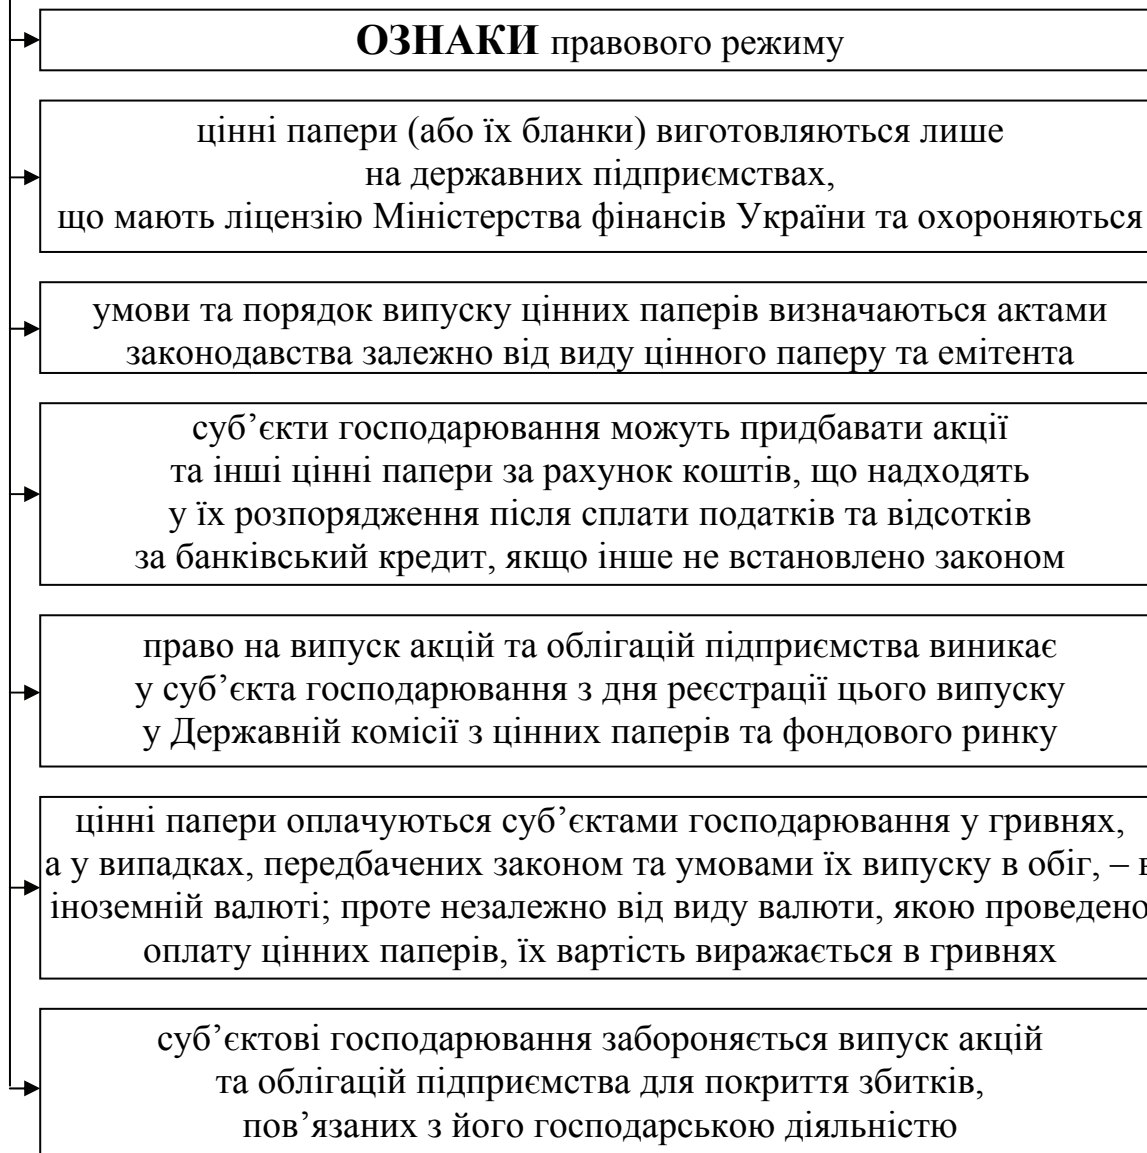 ОЗНАКИ правового режиму
цінні папери (або їх бланки) виготовляються лише
на державних підприємствах,
що мають ліцензію Міністерства фінансів України та охороняються
умови та порядок випуску цінних паперів визначаються актами
законодавства залежно від виду цінного паперу та емітента
суб’єкти господарювання можуть придбавати акції
та інші цінні папери за рахунок коштів, що надходять
у їх розпорядження після сплати податків та відсотків
за банківський кредит, якщо інше не встановлено законом
право на випуск акцій та облігацій підприємства виникає
у суб’єкта господарювання з дня реєстрації цього випуску
у Державній комісії з цінних паперів та фондового ринку
цінні папери оплачуються суб’єктами господарювання у гривнях,
а у випадках, передбачених законом та умовами їх випуску в обіг, – в
іноземній валюті; проте незалежно від виду валюти, якою проведено
оплату цінних паперів, їх вартість виражається в гривнях
суб’єктові господарювання забороняється випуск акцій
та облігацій підприємства для покриття збитків,
пов’язаних з його господарською діяльністю